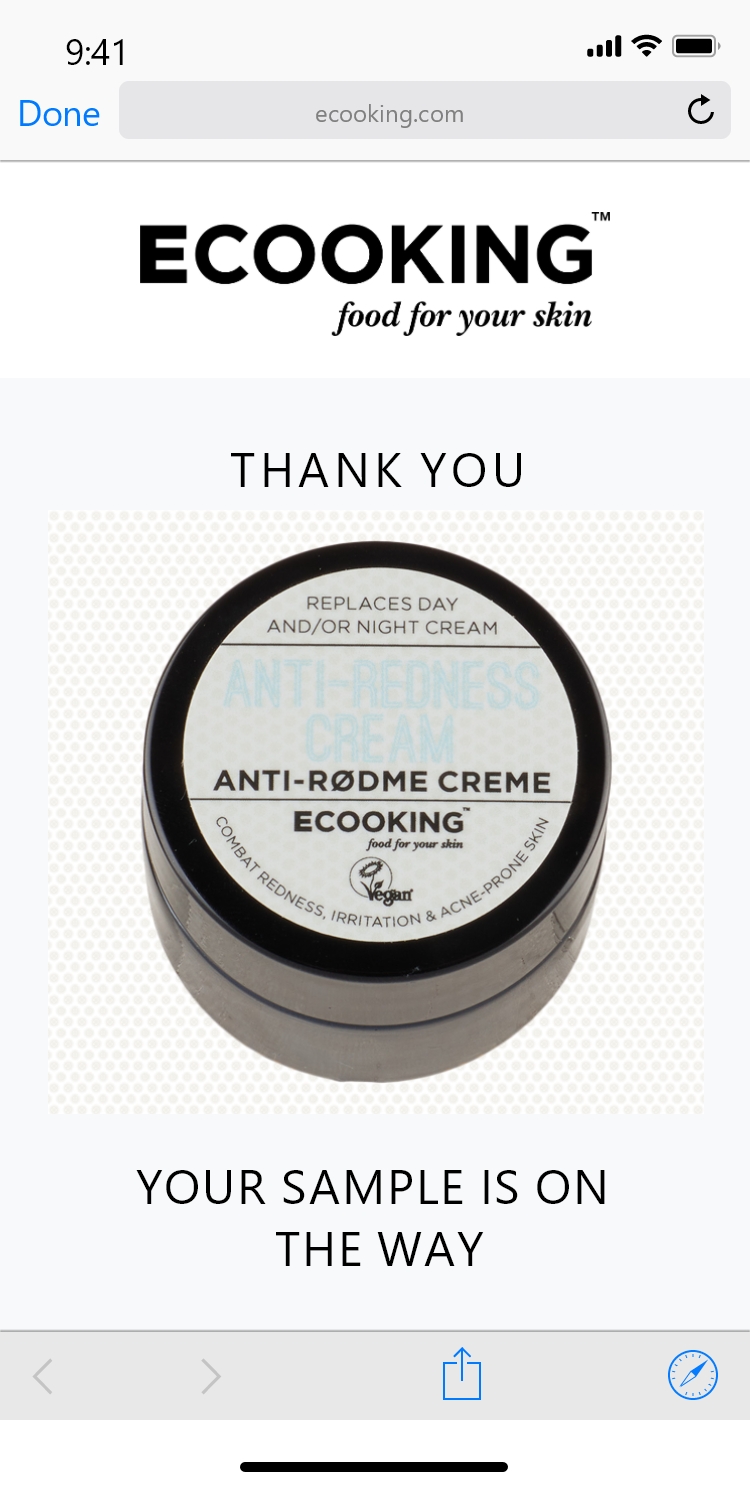 9:41
Done
ecooking.com
ECOOKING™
food for your skin
THANK YOU
REPLACES DAY
AND/OR NIGHT CREAM
ANTI-REDNESS
CREAM
ANTI-RØDME CREME
ECOOKING™
food for your skin
Vegan
COMBAT REDNESS, IRRITATION & ACNE-PRONE SKIN
YOUR SAMPLE IS ON
THE WAY